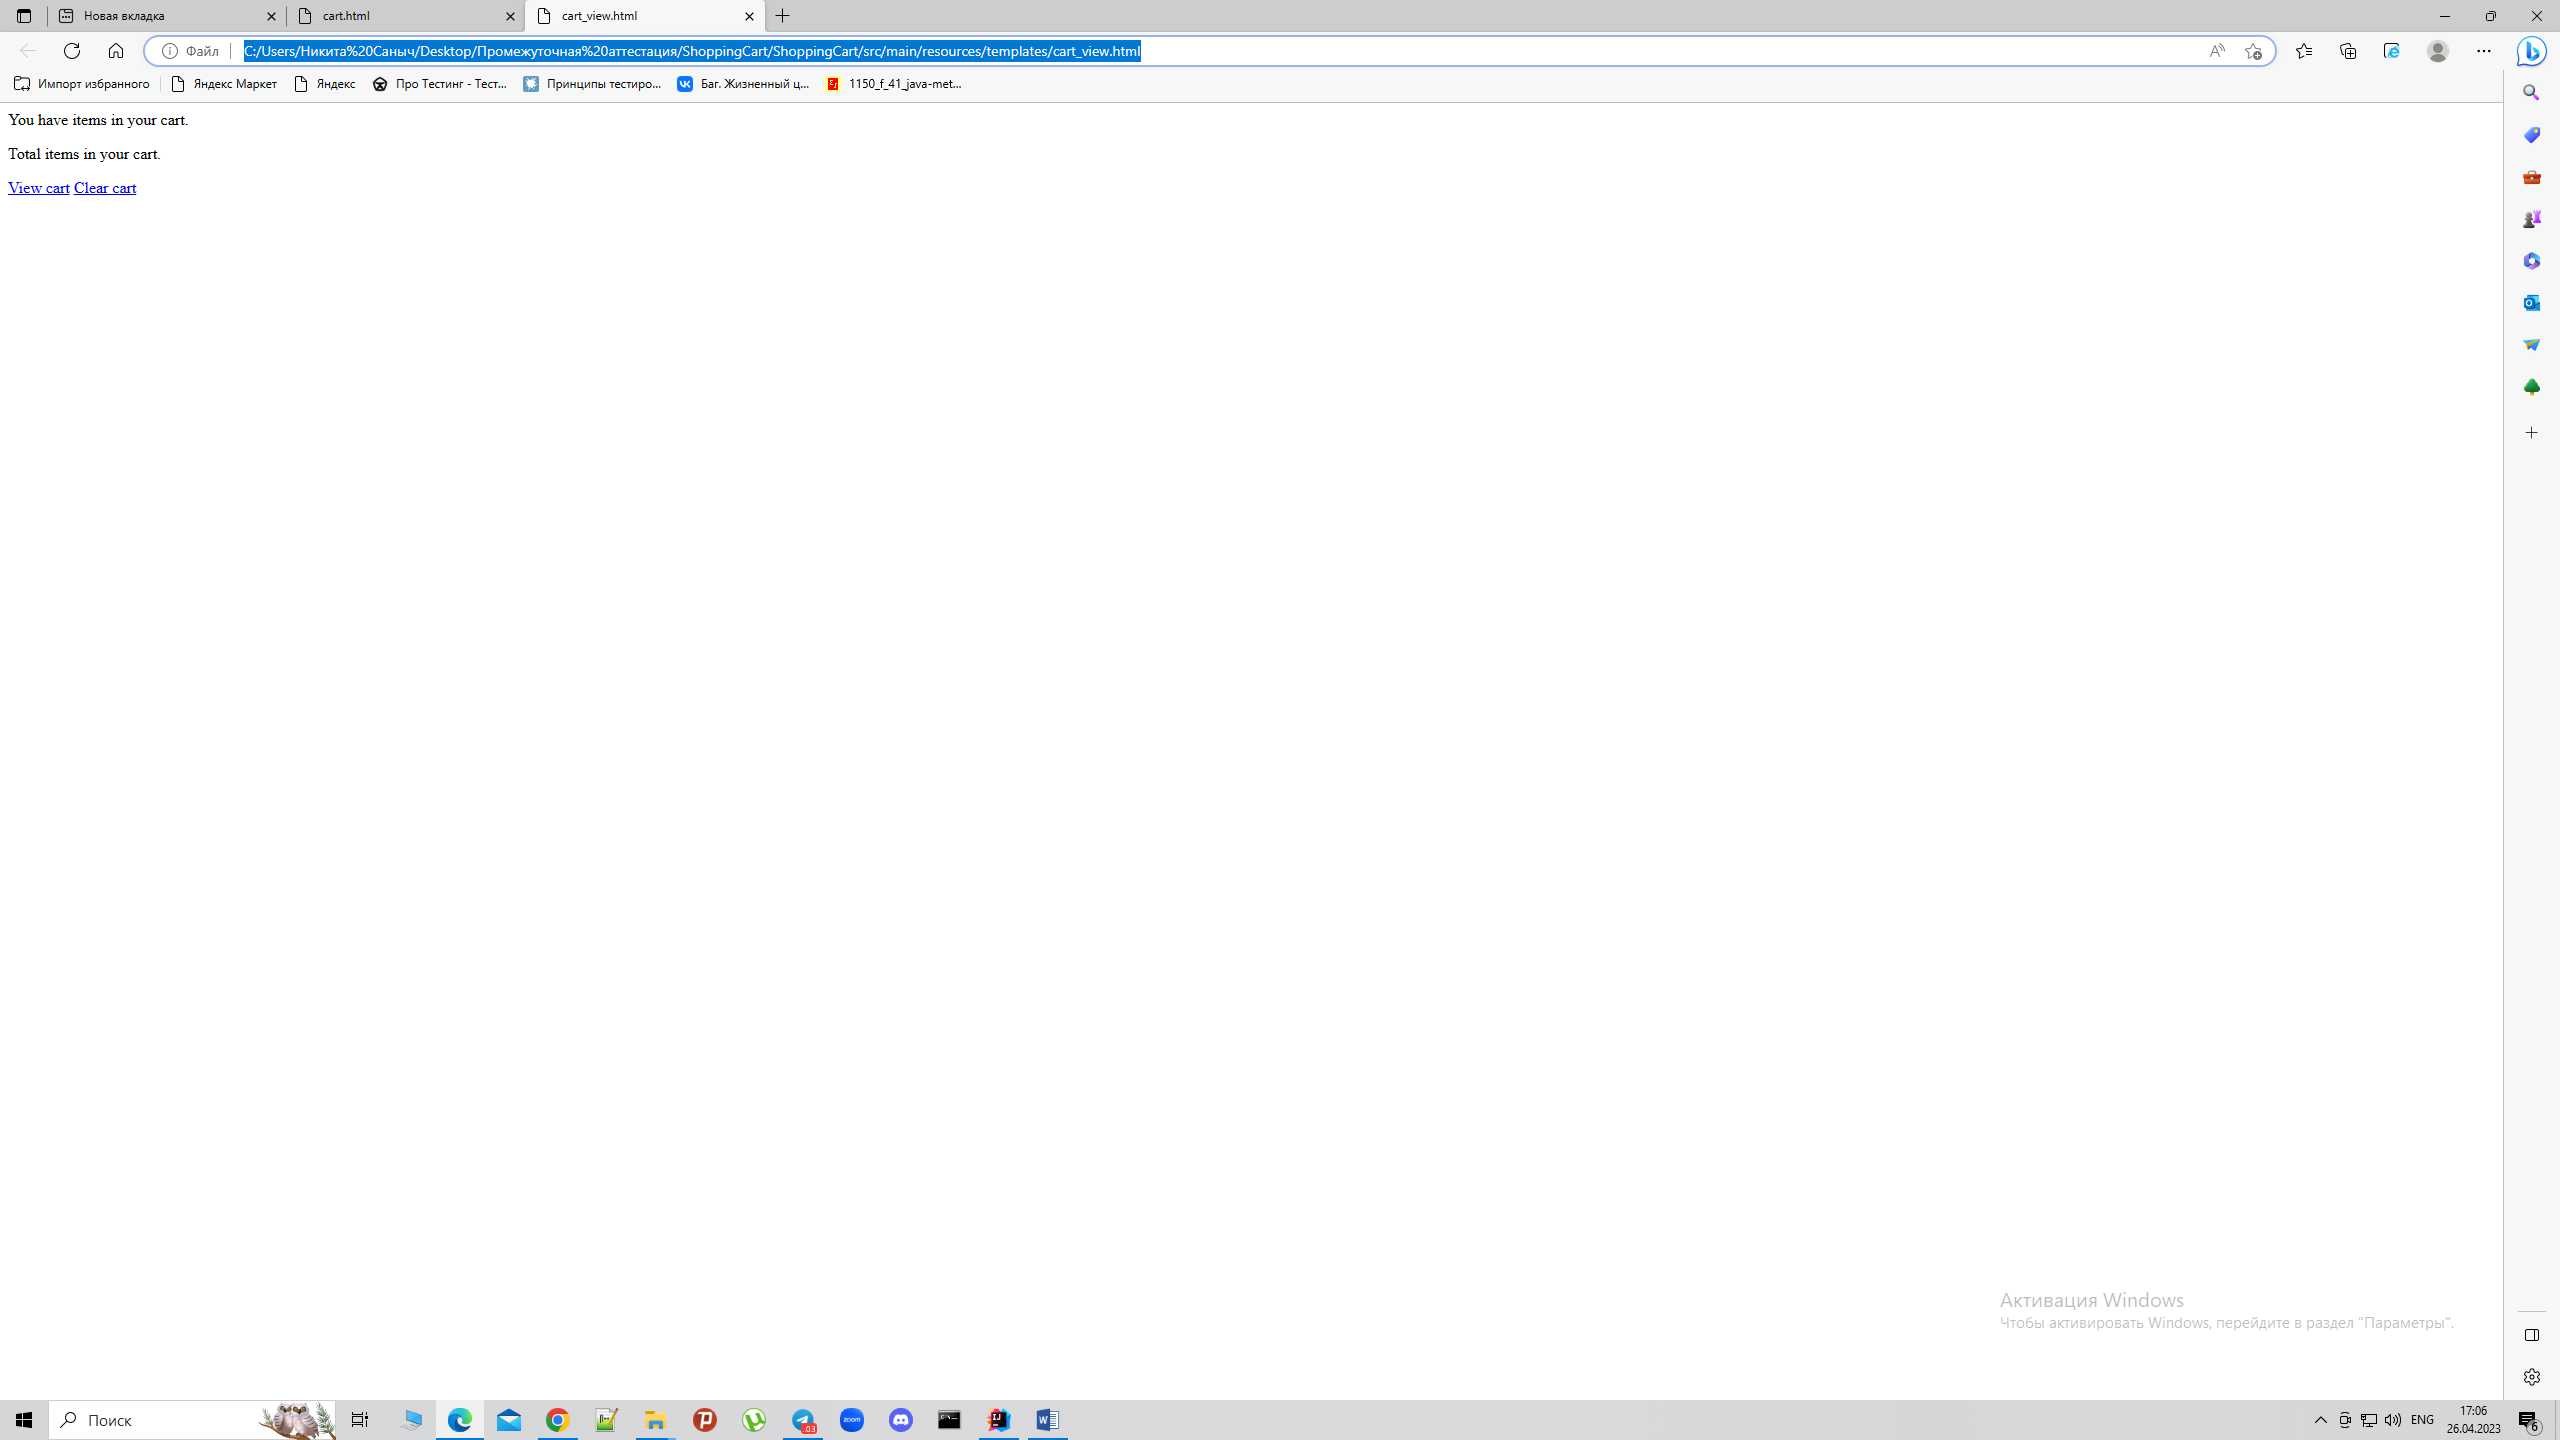 Новая вкладка
cart.html
cart_view.html
Файл
C:/Users/Никита%20Саныч/Desktop/Промежуточная%20аттестация/ShoppingCart/ShoppingCart/src/main/resources/templates/cart_view.html
Импорт избранного
Яндекс Маркет
Яндекс
Про Тестинг - Тест...
Принципы тестиро...
Баг. Жизненный ц...
1150_f_41_java-met...
You have items in your cart.
Total items in your cart.
View cart Clear cart
Активация Windows
Чтобы активировать Windows, перейдите в раздел "Параметры".
Поиск
.03
zoom
ENG
17:06
26.04.2023
6